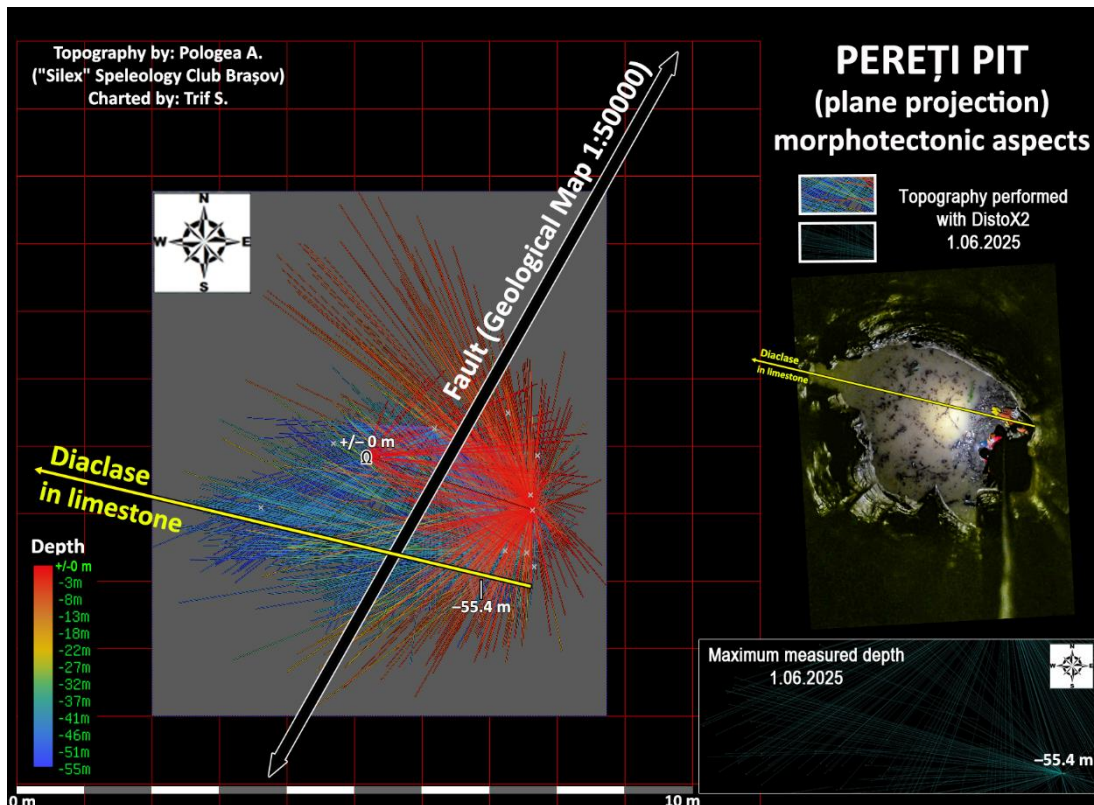 Topography by: Pologea A.
("Silex" Speleology Club Brașov)
Charted by: Trif S.
PEREȚI PIT
(plane projection)
morphotectonic aspects
Topography performed
with DistoX2
1.06.2025
N
W E
S
Fault (Geological Map 1:50000)
+/− 0 m
Ω
Diaclase
in limestone
−55.4 m
Diaclase
in limestone
Depth
+/-0 m
-3m
-8m
-13m
-18m
-22m
-27m
-32m
-37m
-41m
-46m
-51m
-55m
0 m
10 m
Maximum measured depth
1.06.2025
N
W E
S
−55.4 m